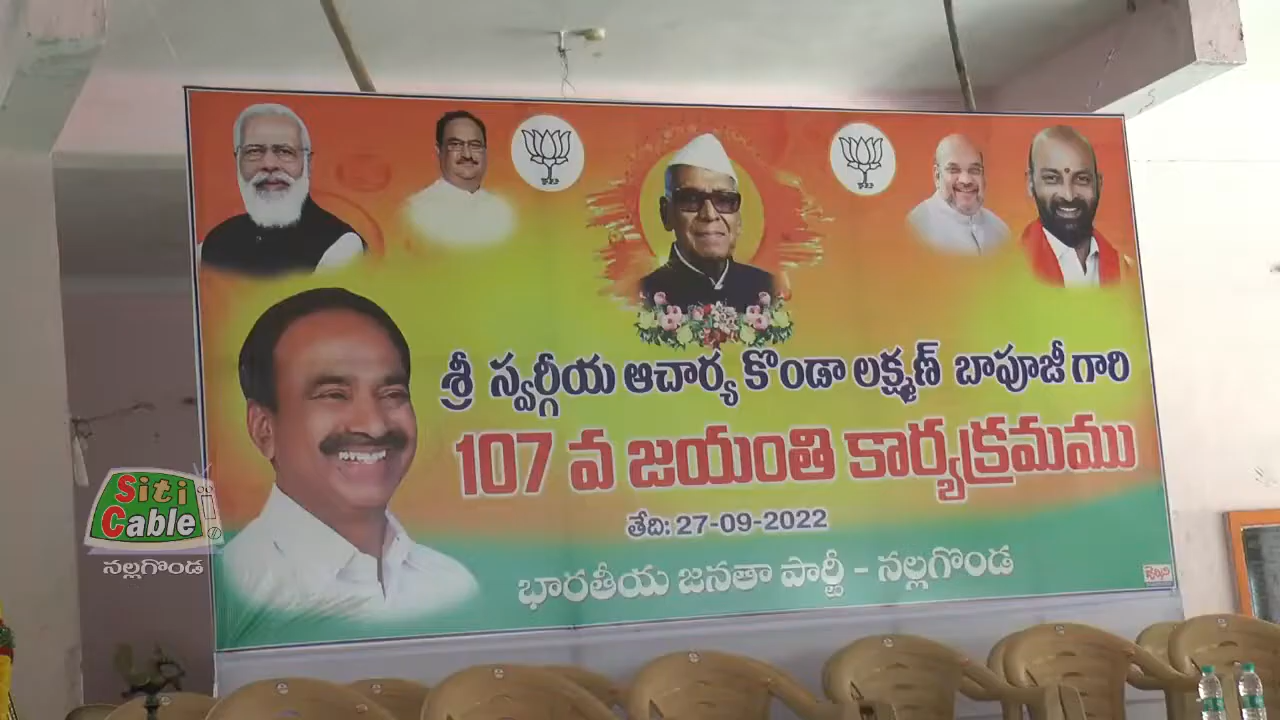 శ్రీ స్వర్గీయ ఆచార్య కొండా లక్ష్మణ్ బాపూజీ గారి
107 వ జయంతి కార్యక్రమము
తేది: 27-09-2022
భారతీయ జనతా పార్టీ - నల్లగొండ
Siti
Cable
నల్లగొండ